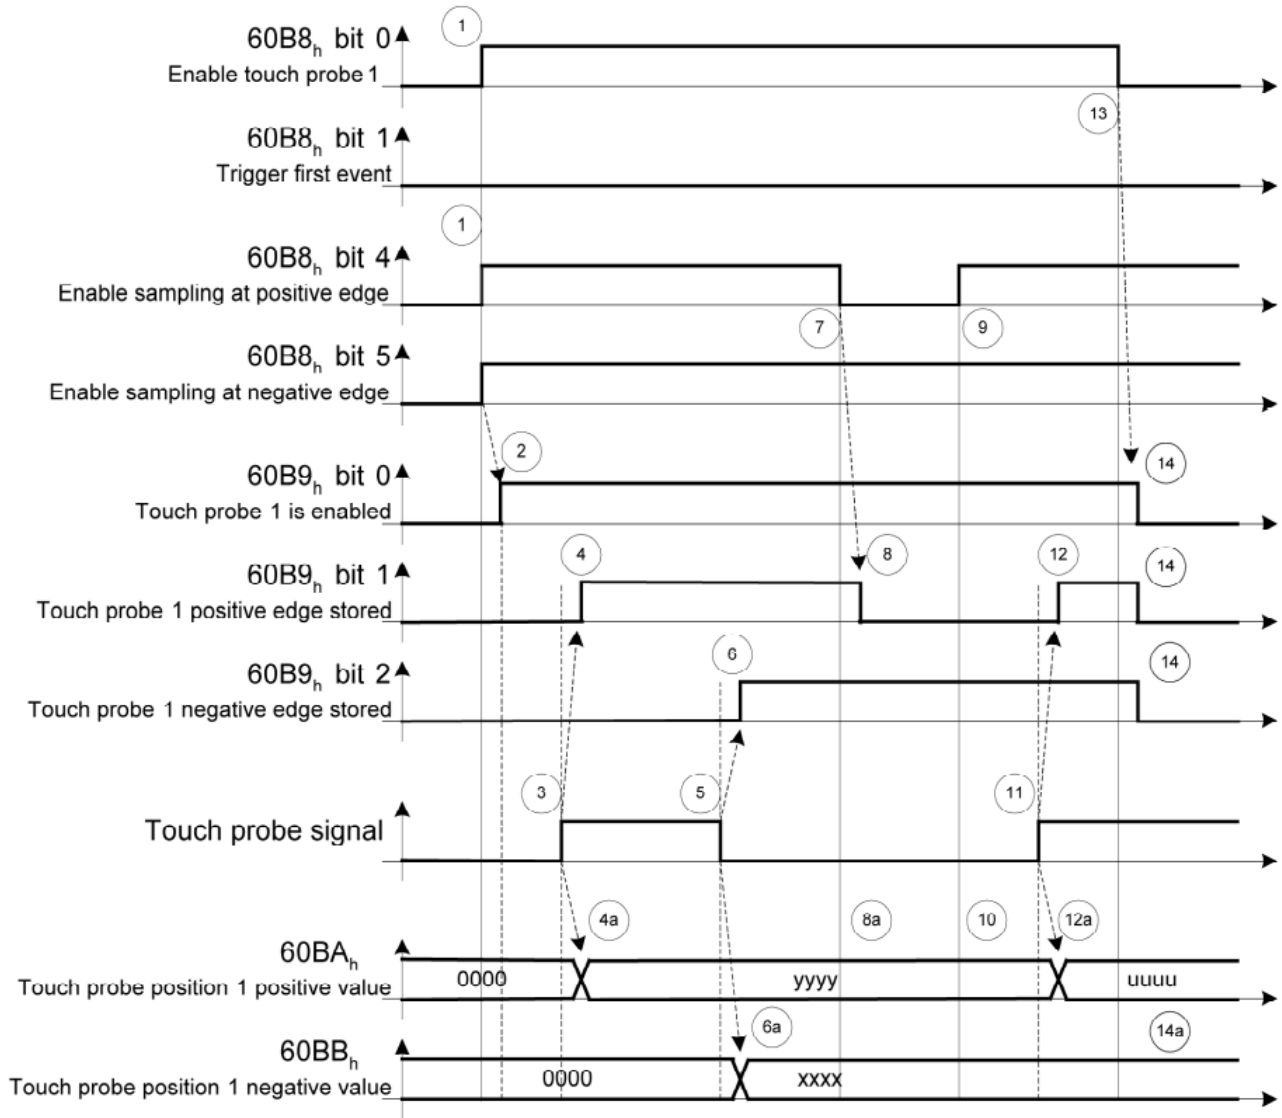 1
60B8h bit 0
Enable touch probe 1
13
60B8h bit 1
Trigger first event
1
60B8h bit 4
Enable sampling at positive edge
7
9
60B8h bit 5
Enable sampling at negative edge
2
14
60B9h bit 0
Touch probe 1 is enabled
4
8
12
14
60B9h bit 1
Touch probe 1 positive edge stored
6
14
60B9h bit 2
Touch probe 1 negative edge stored
3
5
11
Touch probe signal
4a
8a
10
12a
60BAh
0000
yyyy
uuuu
Touch probe position 1 positive value
6a
14a
60BBh
0000
xxxx
Touch probe position 1 negative value